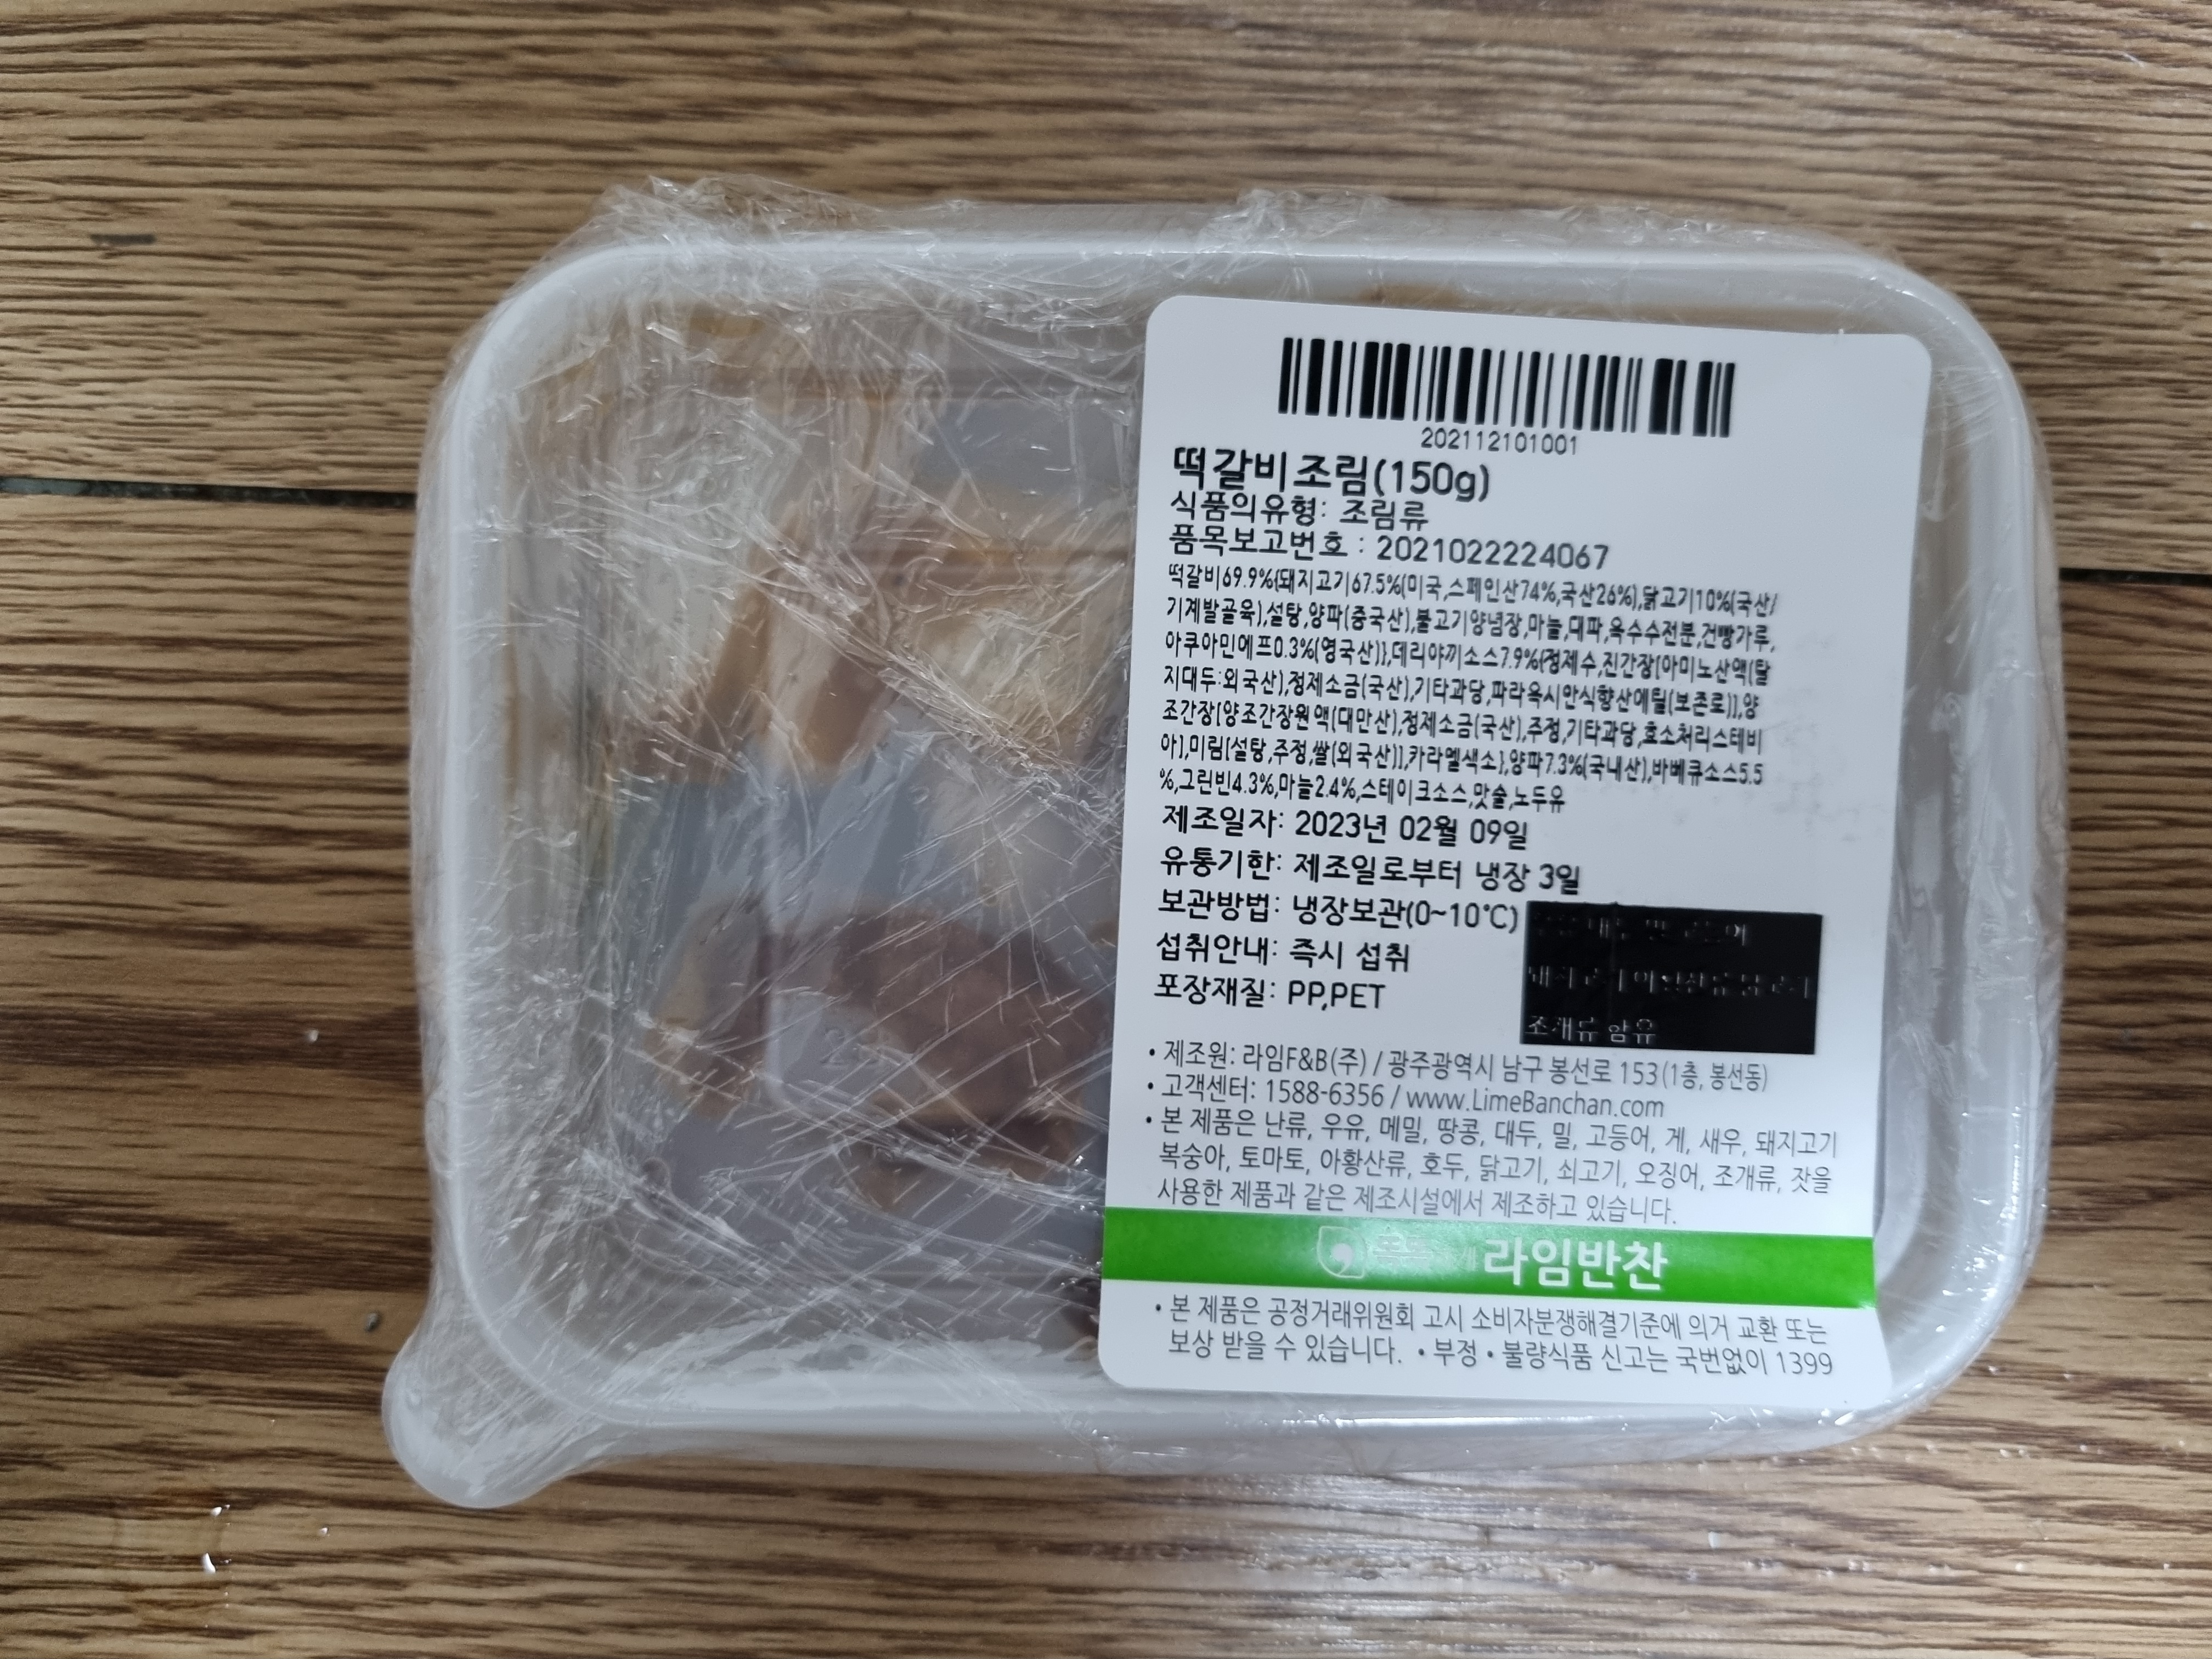 202112101001
떡갈비조림(150g)
식품의유형: 조림류
품목보고번호 : 2021022224067
떡갈비69.9%{돼지고기67.5%(미국,스페인산74%,국산26%),닭고기10%(국산/
기계발골육),설탕,양파(중국산),불고기양념장,마늘,대파,옥수수전분,건빵가루,
아쿠아민에프0.3%(영국산)},데리야끼소스7.9%{정제수,진간장[아미노산액(탈
지대두:외국산),정제소금(국산),기타과당,파라옥시안식향산에틸(보존료)],양
조간장[양조간장원액(대만산),정제소금(국산),주정,기타과당,효소처리스테비
아],미림[설탕,주정,쌀(외국산)],카라멜색소},양파7.3%(국내산),바베큐소스5.5
%,그린빈4.3%,마늘2.4%,스테이크소스,맛술,노두유
제조일자: 2023년 02월 09일
유통기한: 제조일로부터 냉장 3일
보관방법: 냉장보관(0~10℃)
섭취안내: 즉시 섭취
포장재질: PP,PET
조개류 함유
• 제조원: 라임F&B(주) / 광주광역시 남구 봉선로 153(1층, 봉선동)
• 고객센터: 1588-6356 / www.LimeBanchan.com
• 본 제품은 난류, 우유, 메밀, 땅콩, 대두, 밀, 고등어, 게, 새우, 돼지고기
복숭아, 토마토, 아황산류, 호두, 닭고기, 쇠고기, 오징어, 조개류, 잣을
사용한 제품과 같은 제조시설에서 제조하고 있습니다.
라임반찬
• 본 제품은 공정거래위원회 고시 소비자분쟁해결기준에 의거 교환 또는
보상 받을 수 있습니다. • 부정 • 불량식품 신고는 국번없이 1399